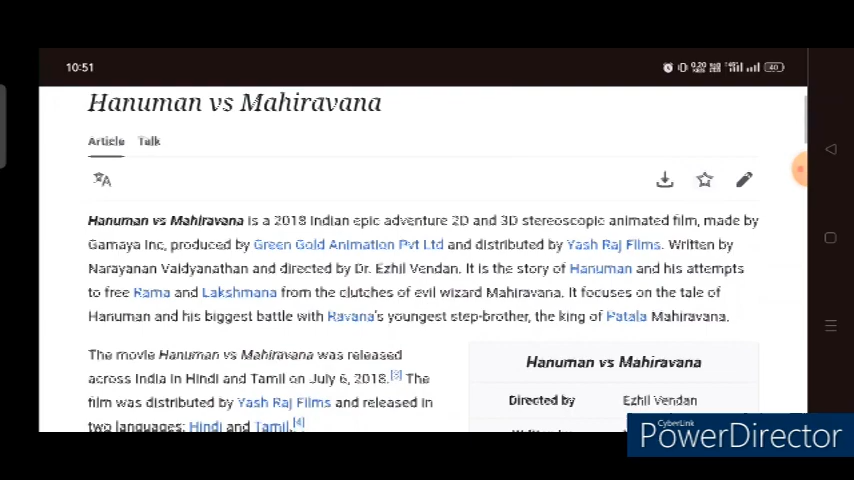 10:51
40
Hanuman vs Mahiravana
Article Talk
Hanuman vs Mahiravana is a 2018 Indian epic adventure 2D and 3D stereoscopic animated film, made by
Gamaya Inc, produced by Green Gold Animation Pvt Ltd and distributed by Yash Raj Films. Written by
Narayanan Vaidyanathan and directed by Dr. Ezhil Vendan. It is the story of Hanuman and his attempts
to free Rama and Lakshmana from the clutches of evil wizard Mahiravana. It focuses on the tale of
Hanuman and his biggest battle with Ravana's youngest step-brother, the king of Patala Mahiravana.
The movie Hanuman vs Mahiravana was released
across India in Hindi and Tamil on July 6, 2018.[3] The
film was distributed by Yash Raj Films and released in
two languages: Hindi and Tamil.[4]
Hanuman vs Mahiravana
Directed by Ezhil Vendan
CyberLink
PowerDirector